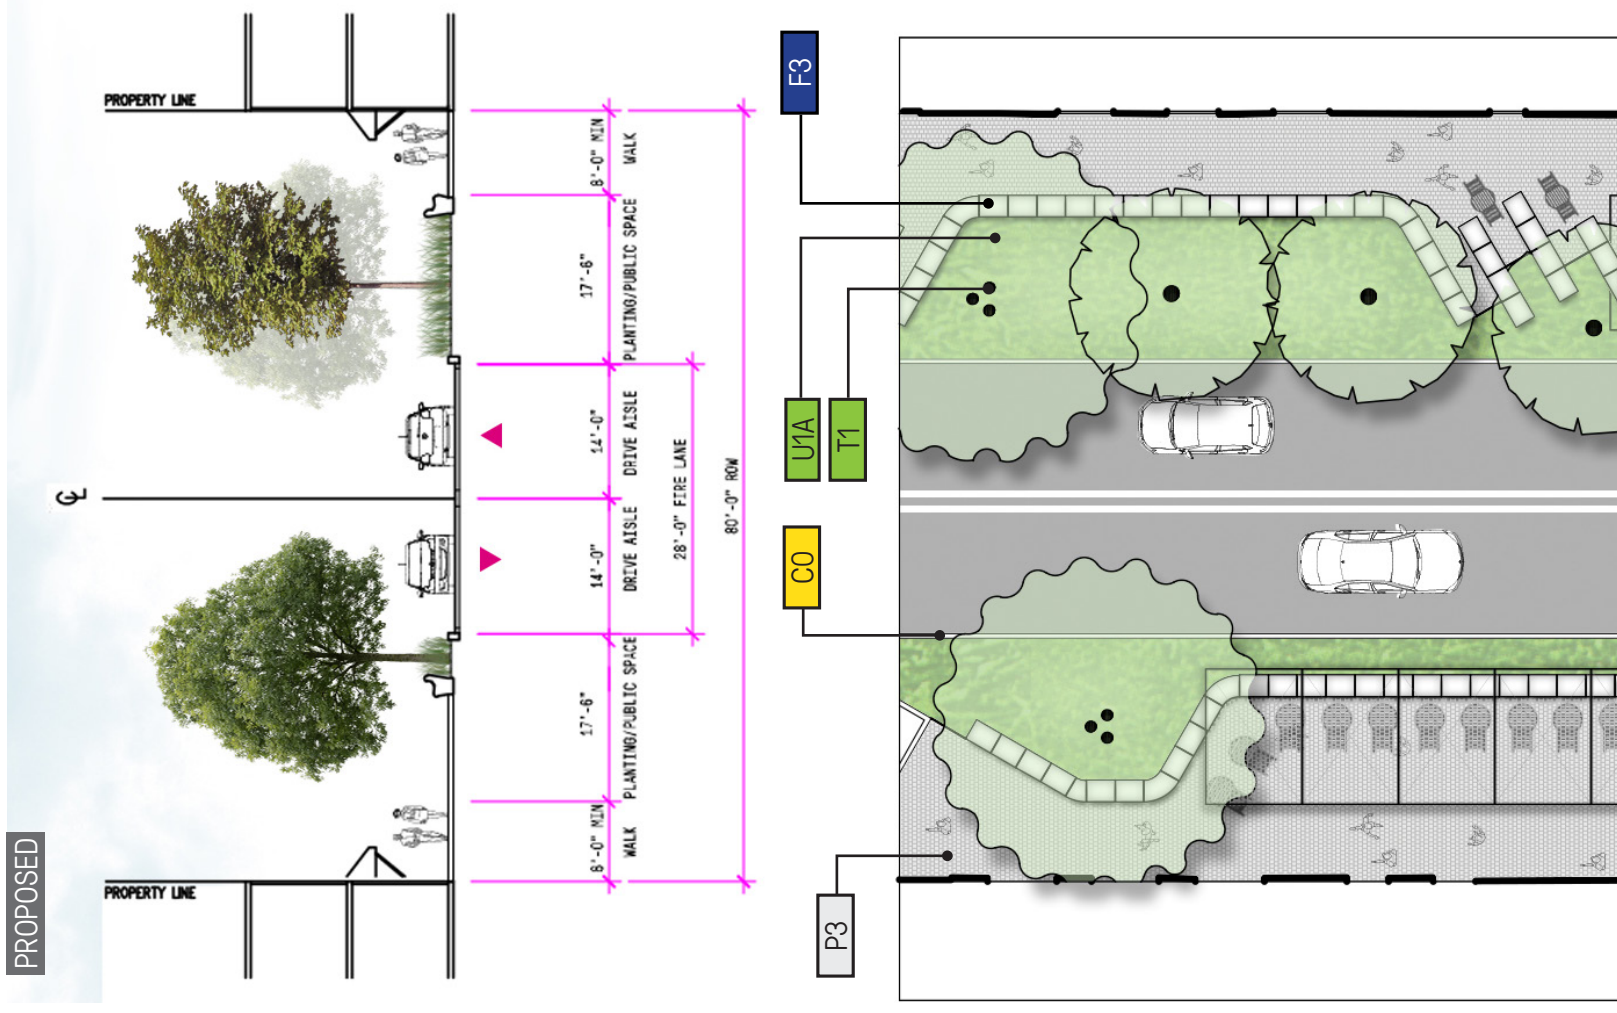 PROPOSED
PROPERTY LINE
PROPERTY LINE
CL
8'-0" MIN
WALK
17'-6"
PLANTING/PUBLIC SPACE
14'-0"
DRIVE AISLE
14'-0"
DRIVE AISLE
17'-6"
PLANTING/PUBLIC SPACE
8'-0" MIN
WALK
28'-0" FIRE LANE
80'-0" ROW
F3
U1A
T1
C0
P3